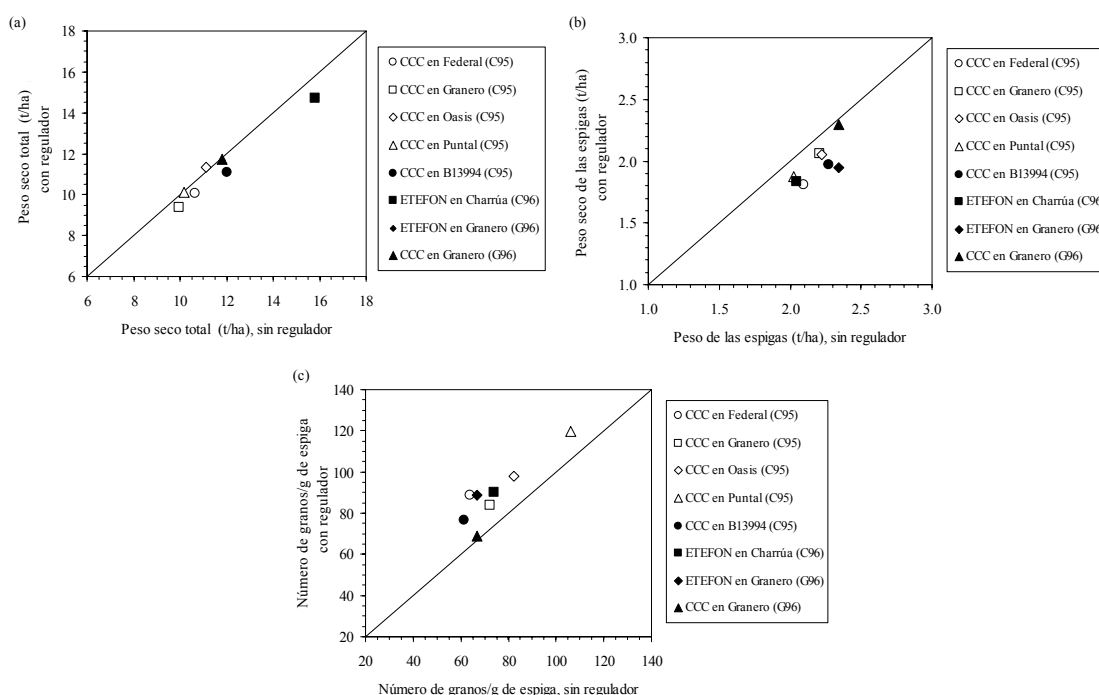 (a)
18
16
14
12
10
8
6
6 8 10 12 14 16 18
Peso seco total (t/ha)
con regulador
Peso seco total (t/ha), sin regulador
CCC en Federal (C95)
CCC en Granero (C95)
CCC en Oasis (C95)
CCC en Puntal (C95)
CCC en B13994 (C95)
ETEFON en Charrúa (C96)
ETEFON en Granero (G96)
CCC en Granero (G96)
(b)
3.0
2.5
2.0
1.5
1.0
1.0 2.0 3.0
Peso seco de las espigas (t/ha)
con regulador
Peso de las espigas (t/ha), sin regulador
CCC en Federal (C95)
CCC en Granero (C95)
CCC en Oasis (C95)
CCC en Puntal (C95)
CCC en B13994 (C95)
ETEFON en Charrúa (C96
ETEFON en Granero (G96)
CCC en Granero (G96)
(c)
140
120
100
80
60
40
20
20 40 60 80 100 120 140
Número de granos/g de espiga
con regulador
Número de granos/g de espiga, sin regulador
CCC en Federal (C95)
CCC en Granero (C95)
CCC en Oasis (C95)
CCC en Puntal (C95)
CCC en B13994 (C95)
ETEFON en Charrúa (C96)
ETEFON en Granero (G96)
CCC en Granero (G96)